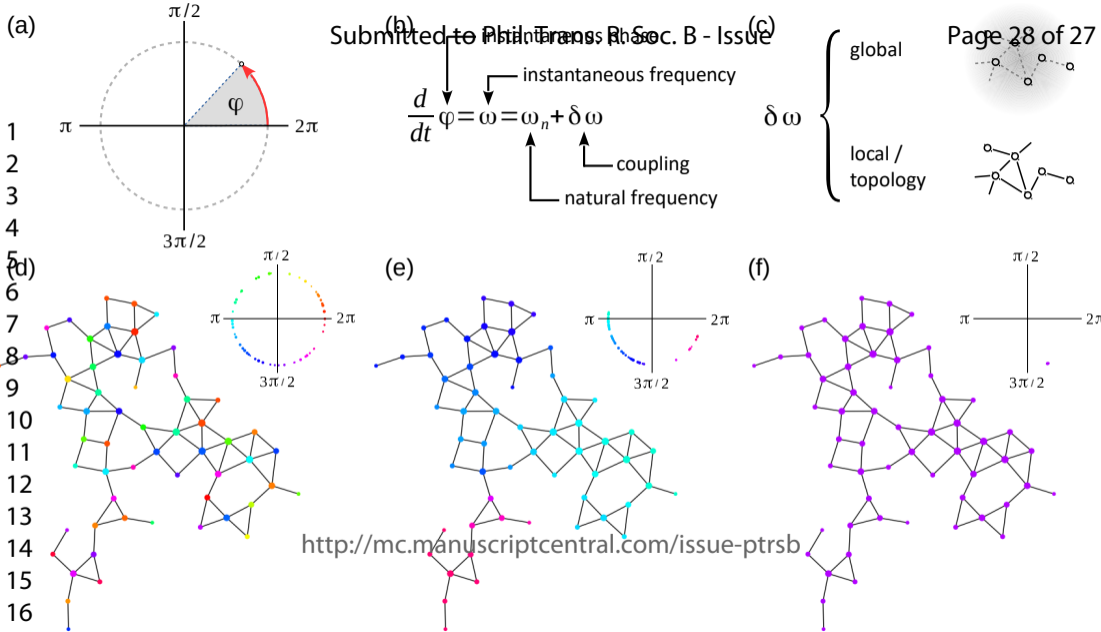 Submitted to Phil. Trans. R. Soc. B - Issue
Page 28 of 27
(a)
π/2
φ
π
2π
3π/2
(b)
instantaneous phase
instantaneous frequency
d/dt φ = ω = ωn + δω
coupling
natural frequency
(c)
δω
global
local /
topology
(d)
π/2
π
2π
3π/2
(e)
π/2
π
2π
3π/2
(f)
π/2
π
2π
3π/2
1
2
3
4
5
6
7
8
9
10
11
12
13
14
15
16
http://mc.manuscriptcentral.com/issue-ptrsb